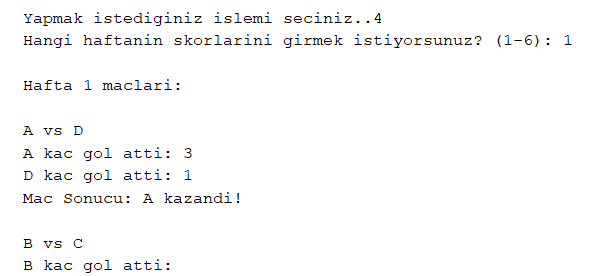 Yapmak istediginiz islemi seciniz..4
Hangi haftanin skorlarini girmek istiyorsunuz? (1-6): 1
Hafta 1 maclari:
A vs D
A kac gol atti: 3
D kac gol atti: 1
Mac Sonucu: A kazandi!
B vs C
B kac gol atti: